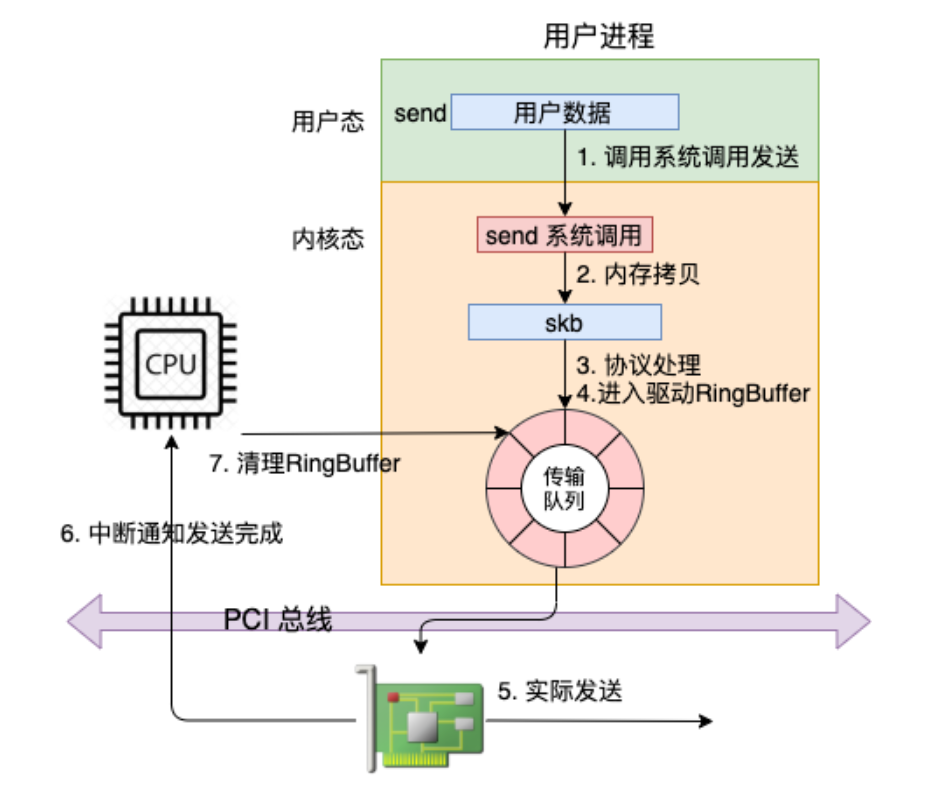 用户进程
用户态
send
用户数据
1. 调用系统调用发送
内核态
send 系统调用
2. 内存拷贝
skb
3. 协议处理
4.进入驱动RingBuffer
CPU
7. 清理RingBuffer
传输
队列
6. 中断通知发送完成
PCI 总线
5. 实际发送